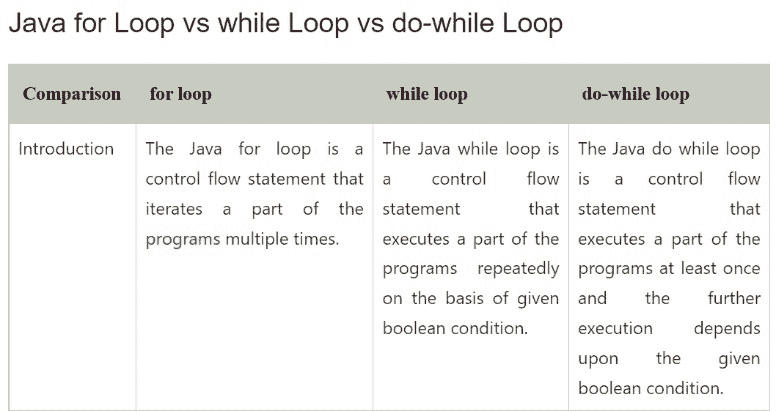 Java for Loop vs while Loop vs do-while Loop
Comparison
for loop
while loop
do-while loop
Introduction
The Java for loop is a
control flow statement that
iterates a part of the
programs multiple times.
The Java while loop is
a control flow
statement that
executes a part of the
programs repeatedly
on the basis of given
boolean condition.
The Java do while loop
is a control flow
statement that
executes a part of the
programs at least once
and the further
execution depends
upon the given
boolean condition.